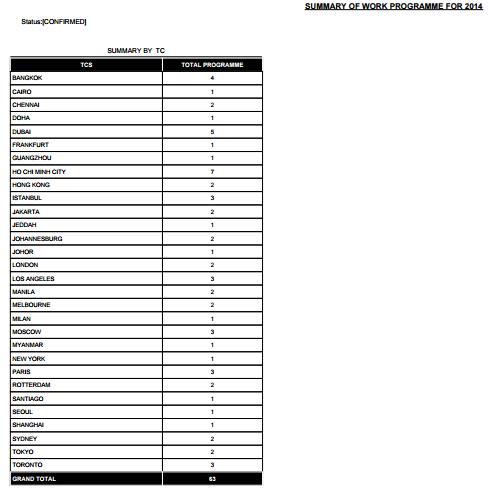 SUMMARY OF WORK PROGRAMME FOR 2014
Status:[CONFIRMED]
SUMMARY BY TC
TCS TOTAL PROGRAMME
BANGKOK 4
CAIRO 1
CHENNAI 2
DOHA 1
DUBAI 5
FRANKFURT 1
GUANGZHOU 1
HO CHI MINH CITY 7
HONG KONG 2
ISTANBUL 3
JAKARTA 2
JEDDAH 1
JOHANNESBURG 2
JOHOR 1
LONDON 2
LOS ANGELES 3
MANILA 2
MELBOURNE 2
MILAN 1
MOSCOW 3
MYANMAR 1
NEW YORK 1
PARIS 3
ROTTERDAM 2
SANTIAGO 1
SEOUL 1
SHANGHAI 1
SYDNEY 2
TOKYO 2
TORONTO 3
GRAND TOTAL 63